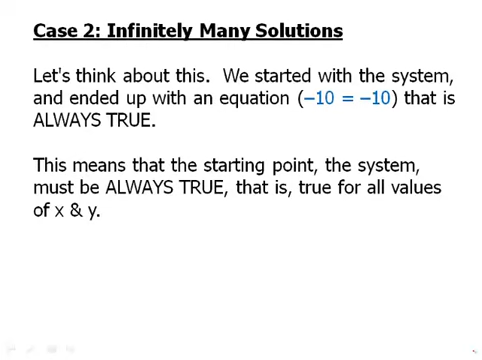 Case 2: Infinitely Many Solutions
Let's think about this. We started with the system,
and ended up with an equation (–10 = –10) that is
ALWAYS TRUE.
This means that the starting point, the system,
must be ALWAYS TRUE, that is, true for all values
of x & y.